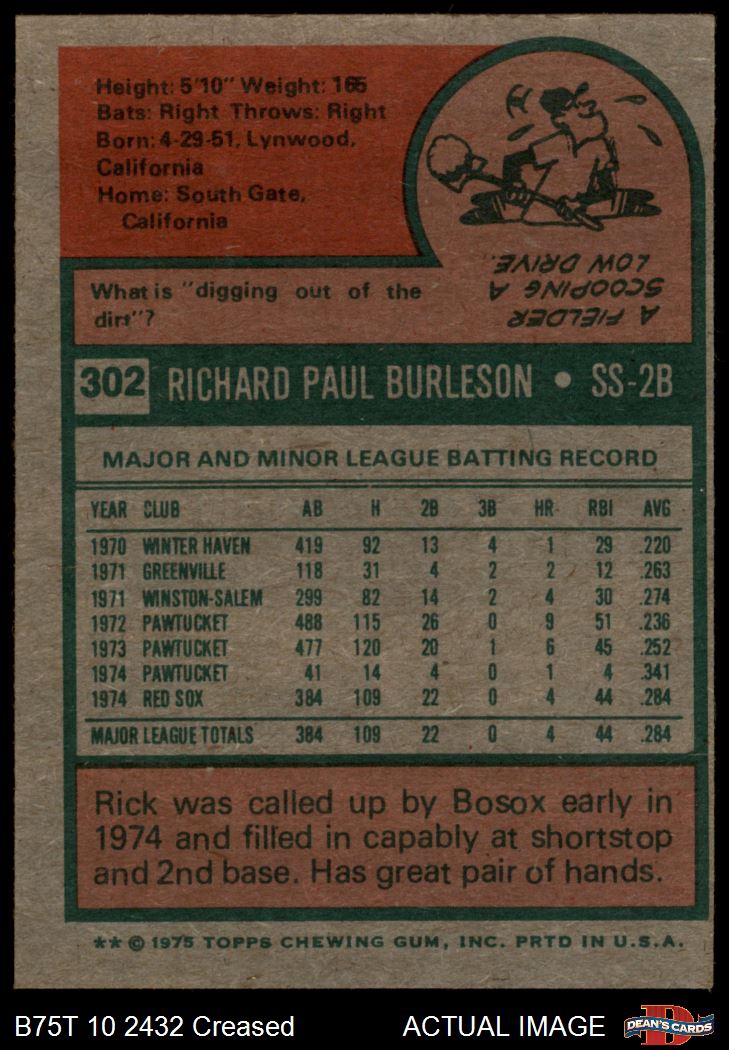 Height: 5'10" Weight: 165
Bats: Right Throws: Right
Born: 4-29-51, Lynwood,
California
Home: South Gate,
California
What is "digging out of the
dirt"?
A FIELDER
SCOOPING A
LOW DRIVE.
302 RICHARD PAUL BURLESON • SS-2B
MAJOR AND MINOR LEAGUE BATTING RECORD
YEAR CLUB AB H 2B 3B HR RBI AVG
1970 WINTER HAVEN 419 92 13 4 1 29 .220
1971 GREENVILLE 118 31 4 2 2 12 .263
1971 WINSTON-SALEM 299 82 14 2 4 30 .274
1972 PAWTUCKET 488 115 26 0 9 51 .236
1973 PAWTUCKET 477 120 20 1 6 45 .252
1974 PAWTUCKET 41 14 4 0 1 4 .341
1974 RED SOX 384 109 22 0 4 44 .284
MAJOR LEAGUE TOTALS 384 109 22 0 4 44 .284
Rick was called up by Bosox early in
1974 and filled in capably at shortstop
and 2nd base. Has great pair of hands.
** © 1975 TOPPS CHEWING GUM, INC. PRTD IN U.S.A.
B75T 10 2432 Creased ACTUAL IMAGE
D
DEAN'S CARDS